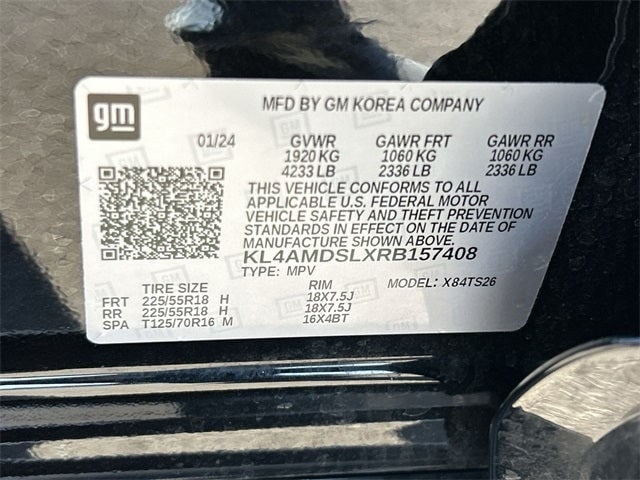 gm
MFD BY GM KOREA COMPANY
01/24 GVWR GAWR FRT GAWR RR
1920 KG 1060 KG 1060 KG
4233 LB 2336 LB 2336 LB
THIS VEHICLE CONFORMS TO ALL
APPLICABLE U.S. FEDERAL MOTOR
VEHICLE SAFETY AND THEFT PREVENTION
STANDARDS IN EFFECT ON THE DATE OF
MANUFACTURE SHOWN ABOVE.
KL4AMDSLXRB157408
TYPE: MPV MODEL: X84TS26
TIRE SIZE RIM
FRT 225/55R18 H 18X7.5J
RR 225/55R18 H 18X7.5J
SPA T125/70R16 M 16X4BT